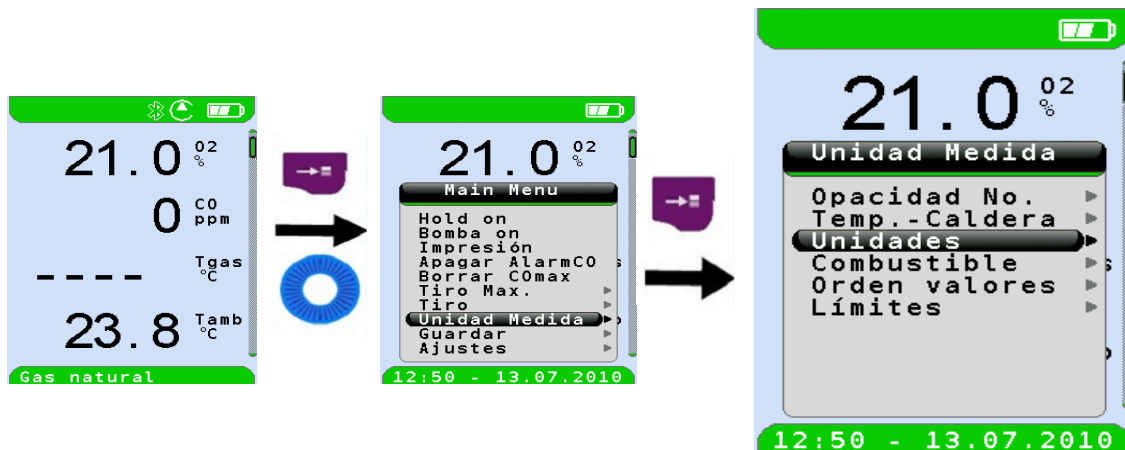 21.0 O2 %
0 CO ppm
---- Tgas °C
23.8 Tamb °C
Gas natural
21.0 O2 %
Main Menu
Hold on
Bomba on
Impresión
Apagar AlarmCO
Borrar COmax
Tiro Max.
Tiro
Unidad Medida
Guardar
Ajustes
12:50 - 13.07.2010
21.0 O2 %
Unidad Medida
Opacidad No.
Temp.-Caldera
Unidades
Combustible
Orden valores
Límites
12:50 - 13.07.2010